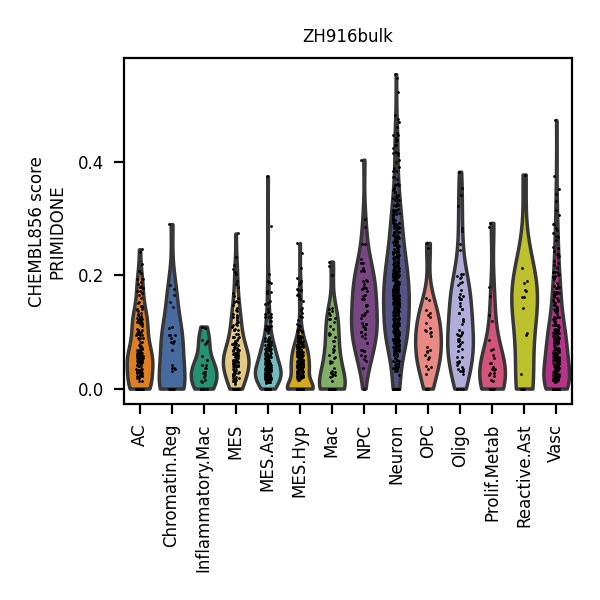 ZH916bulk
CHEMBL856 score
PRIMIDONE
0.4
0.2
0.0
AC
Chromatin.Reg
Inflammatory.Mac
MES
MES.Ast
MES.Hyp
Mac
NPC
Neuron
OPC
Oligo
Prolif.Metab
Reactive.Ast
Vasc